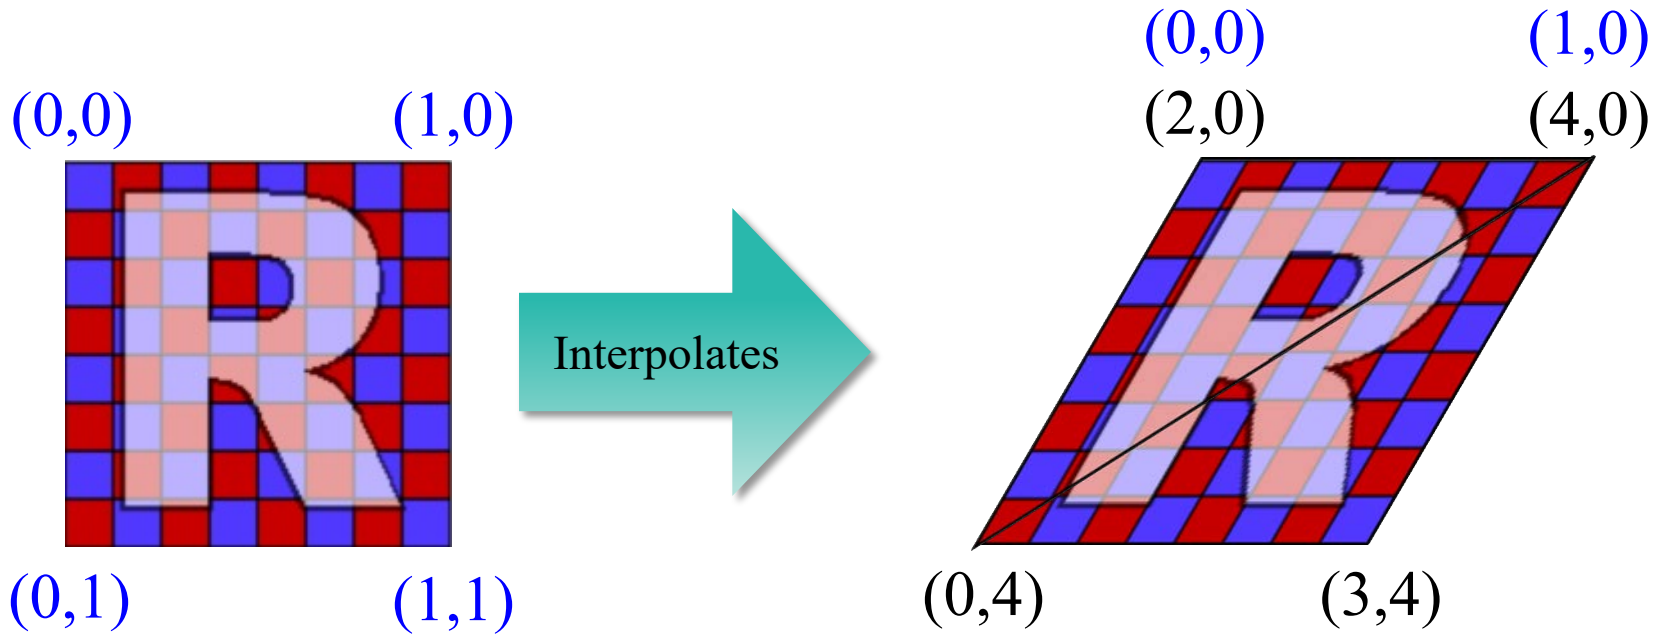 (0,0) (1,0)
(0,0) (1,0)
(2,0) (4,0)
R
Interpolates
R
(0,1) (1,1)
(0,4) (3,4)